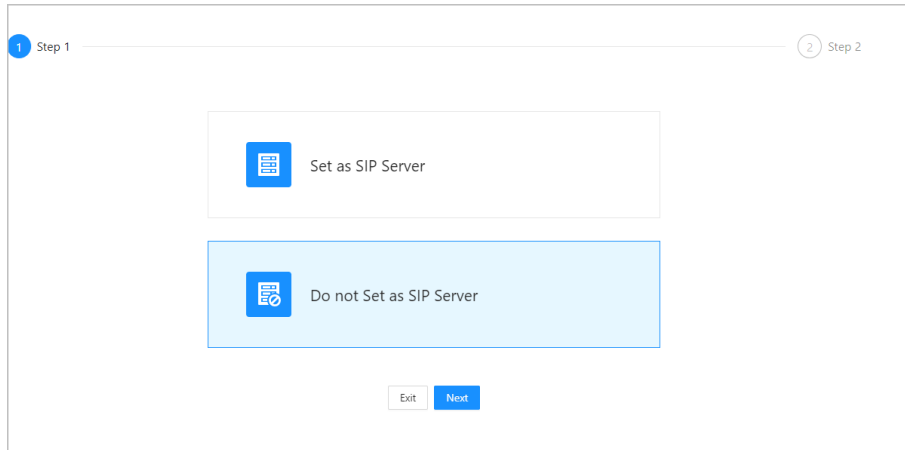 1 Step 1
2 Step 2
Set as SIP Server
Do not Set as SIP Server
Exit Next